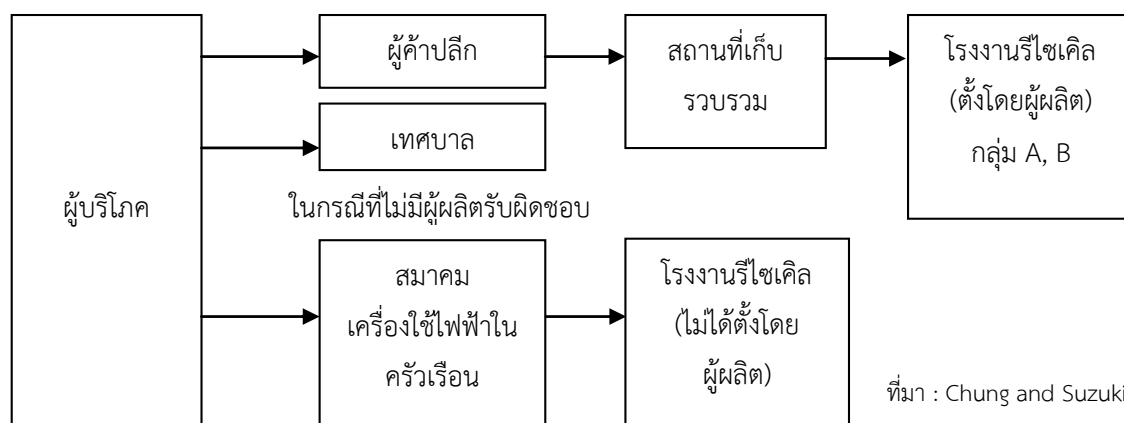 ผู้บริโภค
ผู้ค้าปลีก
สถานที่เก็บ
รวบรวม
โรงงานรีไซเคิล
(ตั้งโดยผู้ผลิต)
กลุ่ม A, B
เทศบาล
ในกรณีที่ไม่มีผู้ผลิตรับผิดชอบ
สมาคม
เครื่องใช้ไฟฟ้าใน
ครัวเรือน
โรงงานรีไซเคิล
(ไม่ได้ตั้งโดย
ผู้ผลิต)
ที่มา : Chung and Suzuki